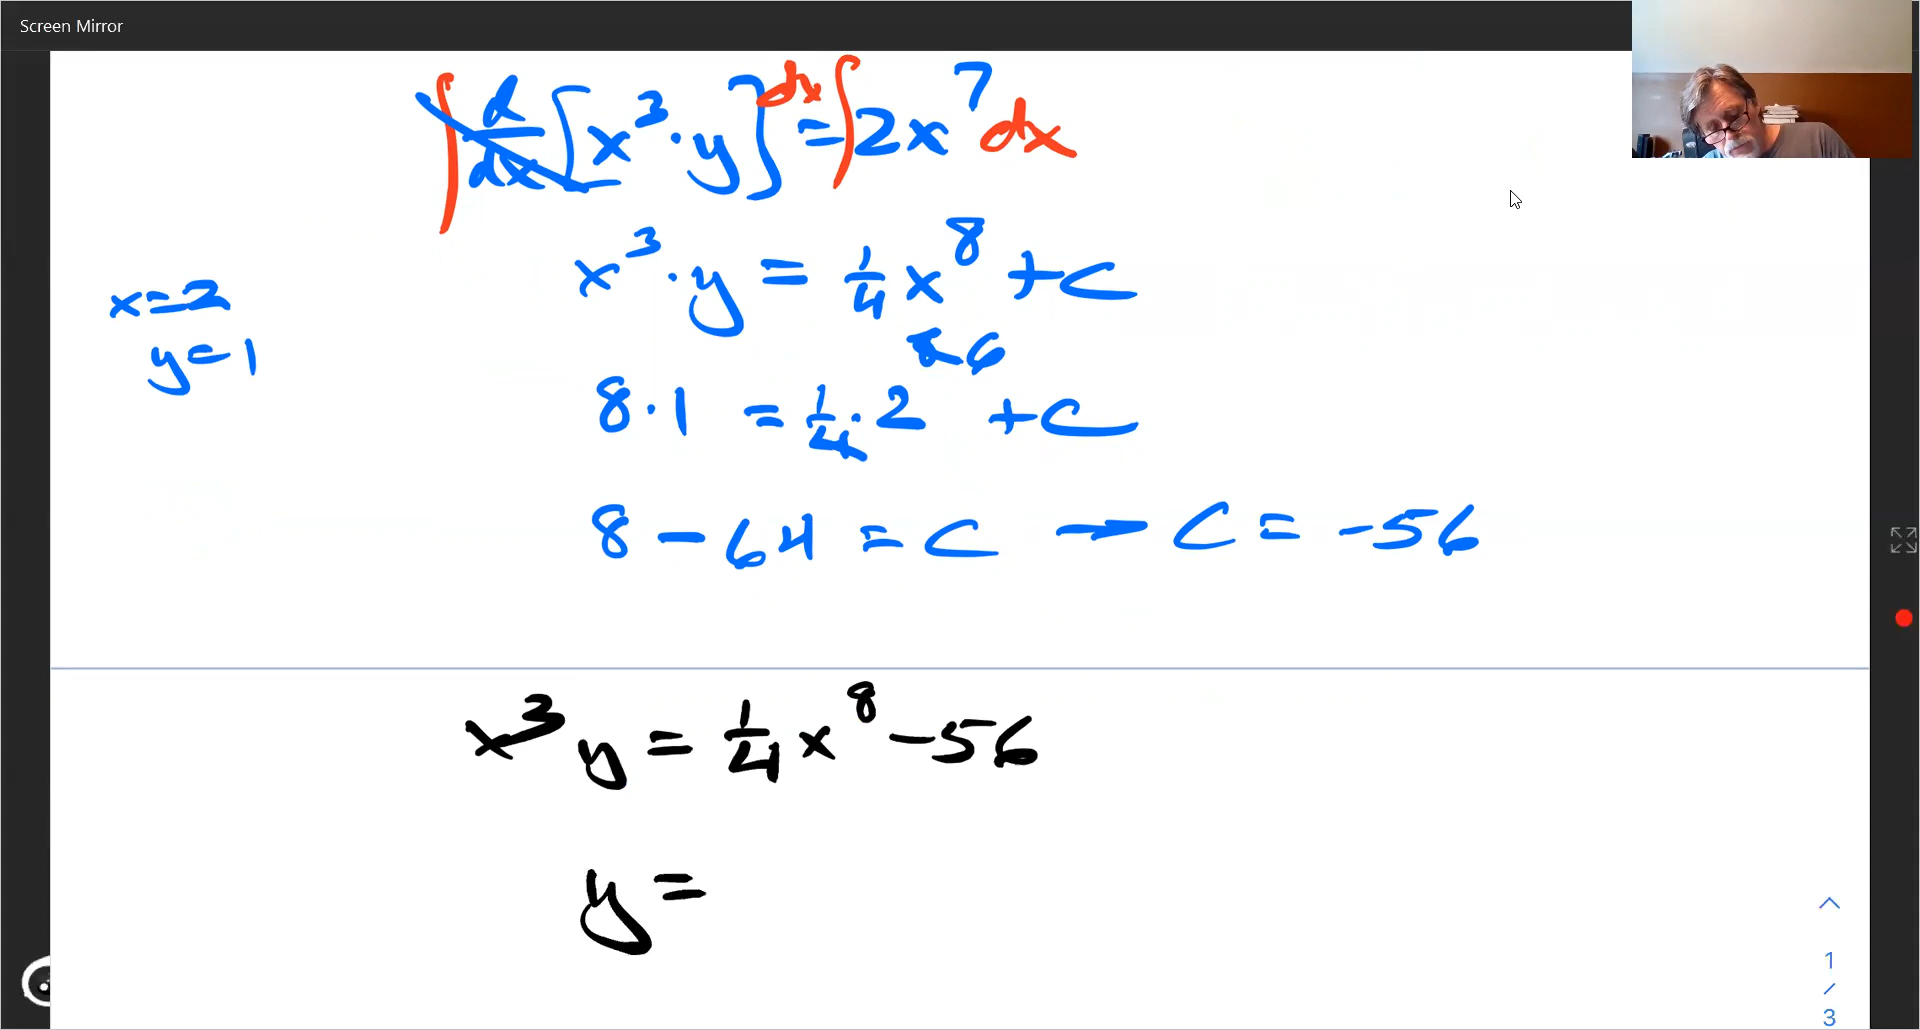 Screen Mirror
∫ d/dx [x³·y] dx = ∫ 2x⁷ dx
x³·y = 1/4 x⁸ + C
x=2
y=1
6
8·1 = 1/4·2 + C
8 − 64 = C → C = −56
x³y = 1/4 x⁸ − 56
y =
1
/
3